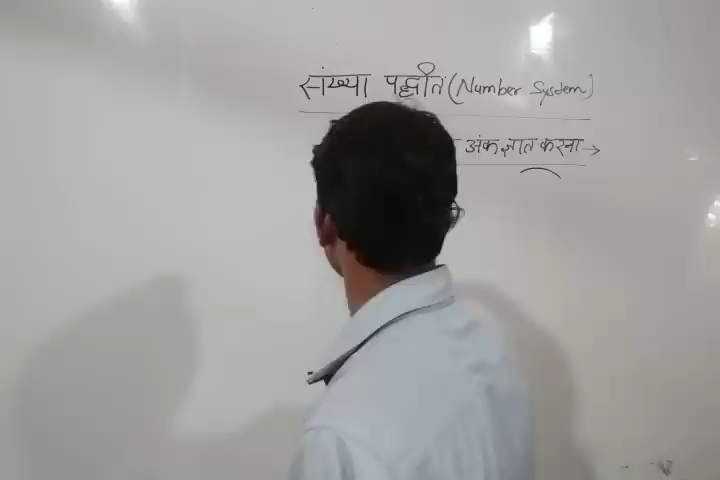 संख्या पद्धति (Number System)
अंक ज्ञात करना →